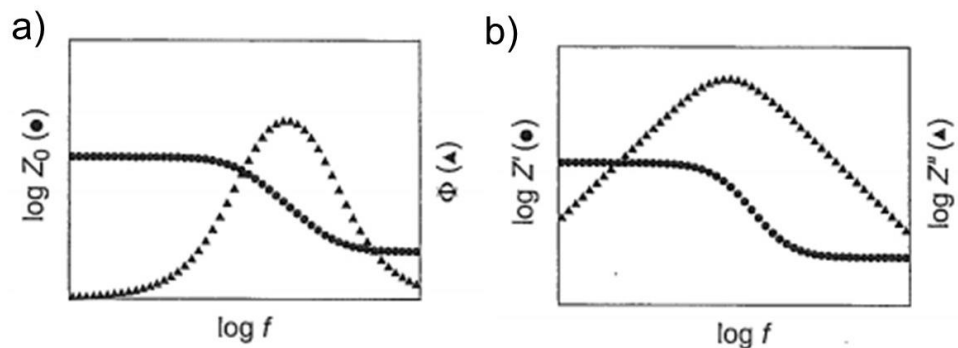 a)
log Z₀ (●)
Φ (▲)
log f
b)
log Z' (●)
log Z'' (▲)
log f